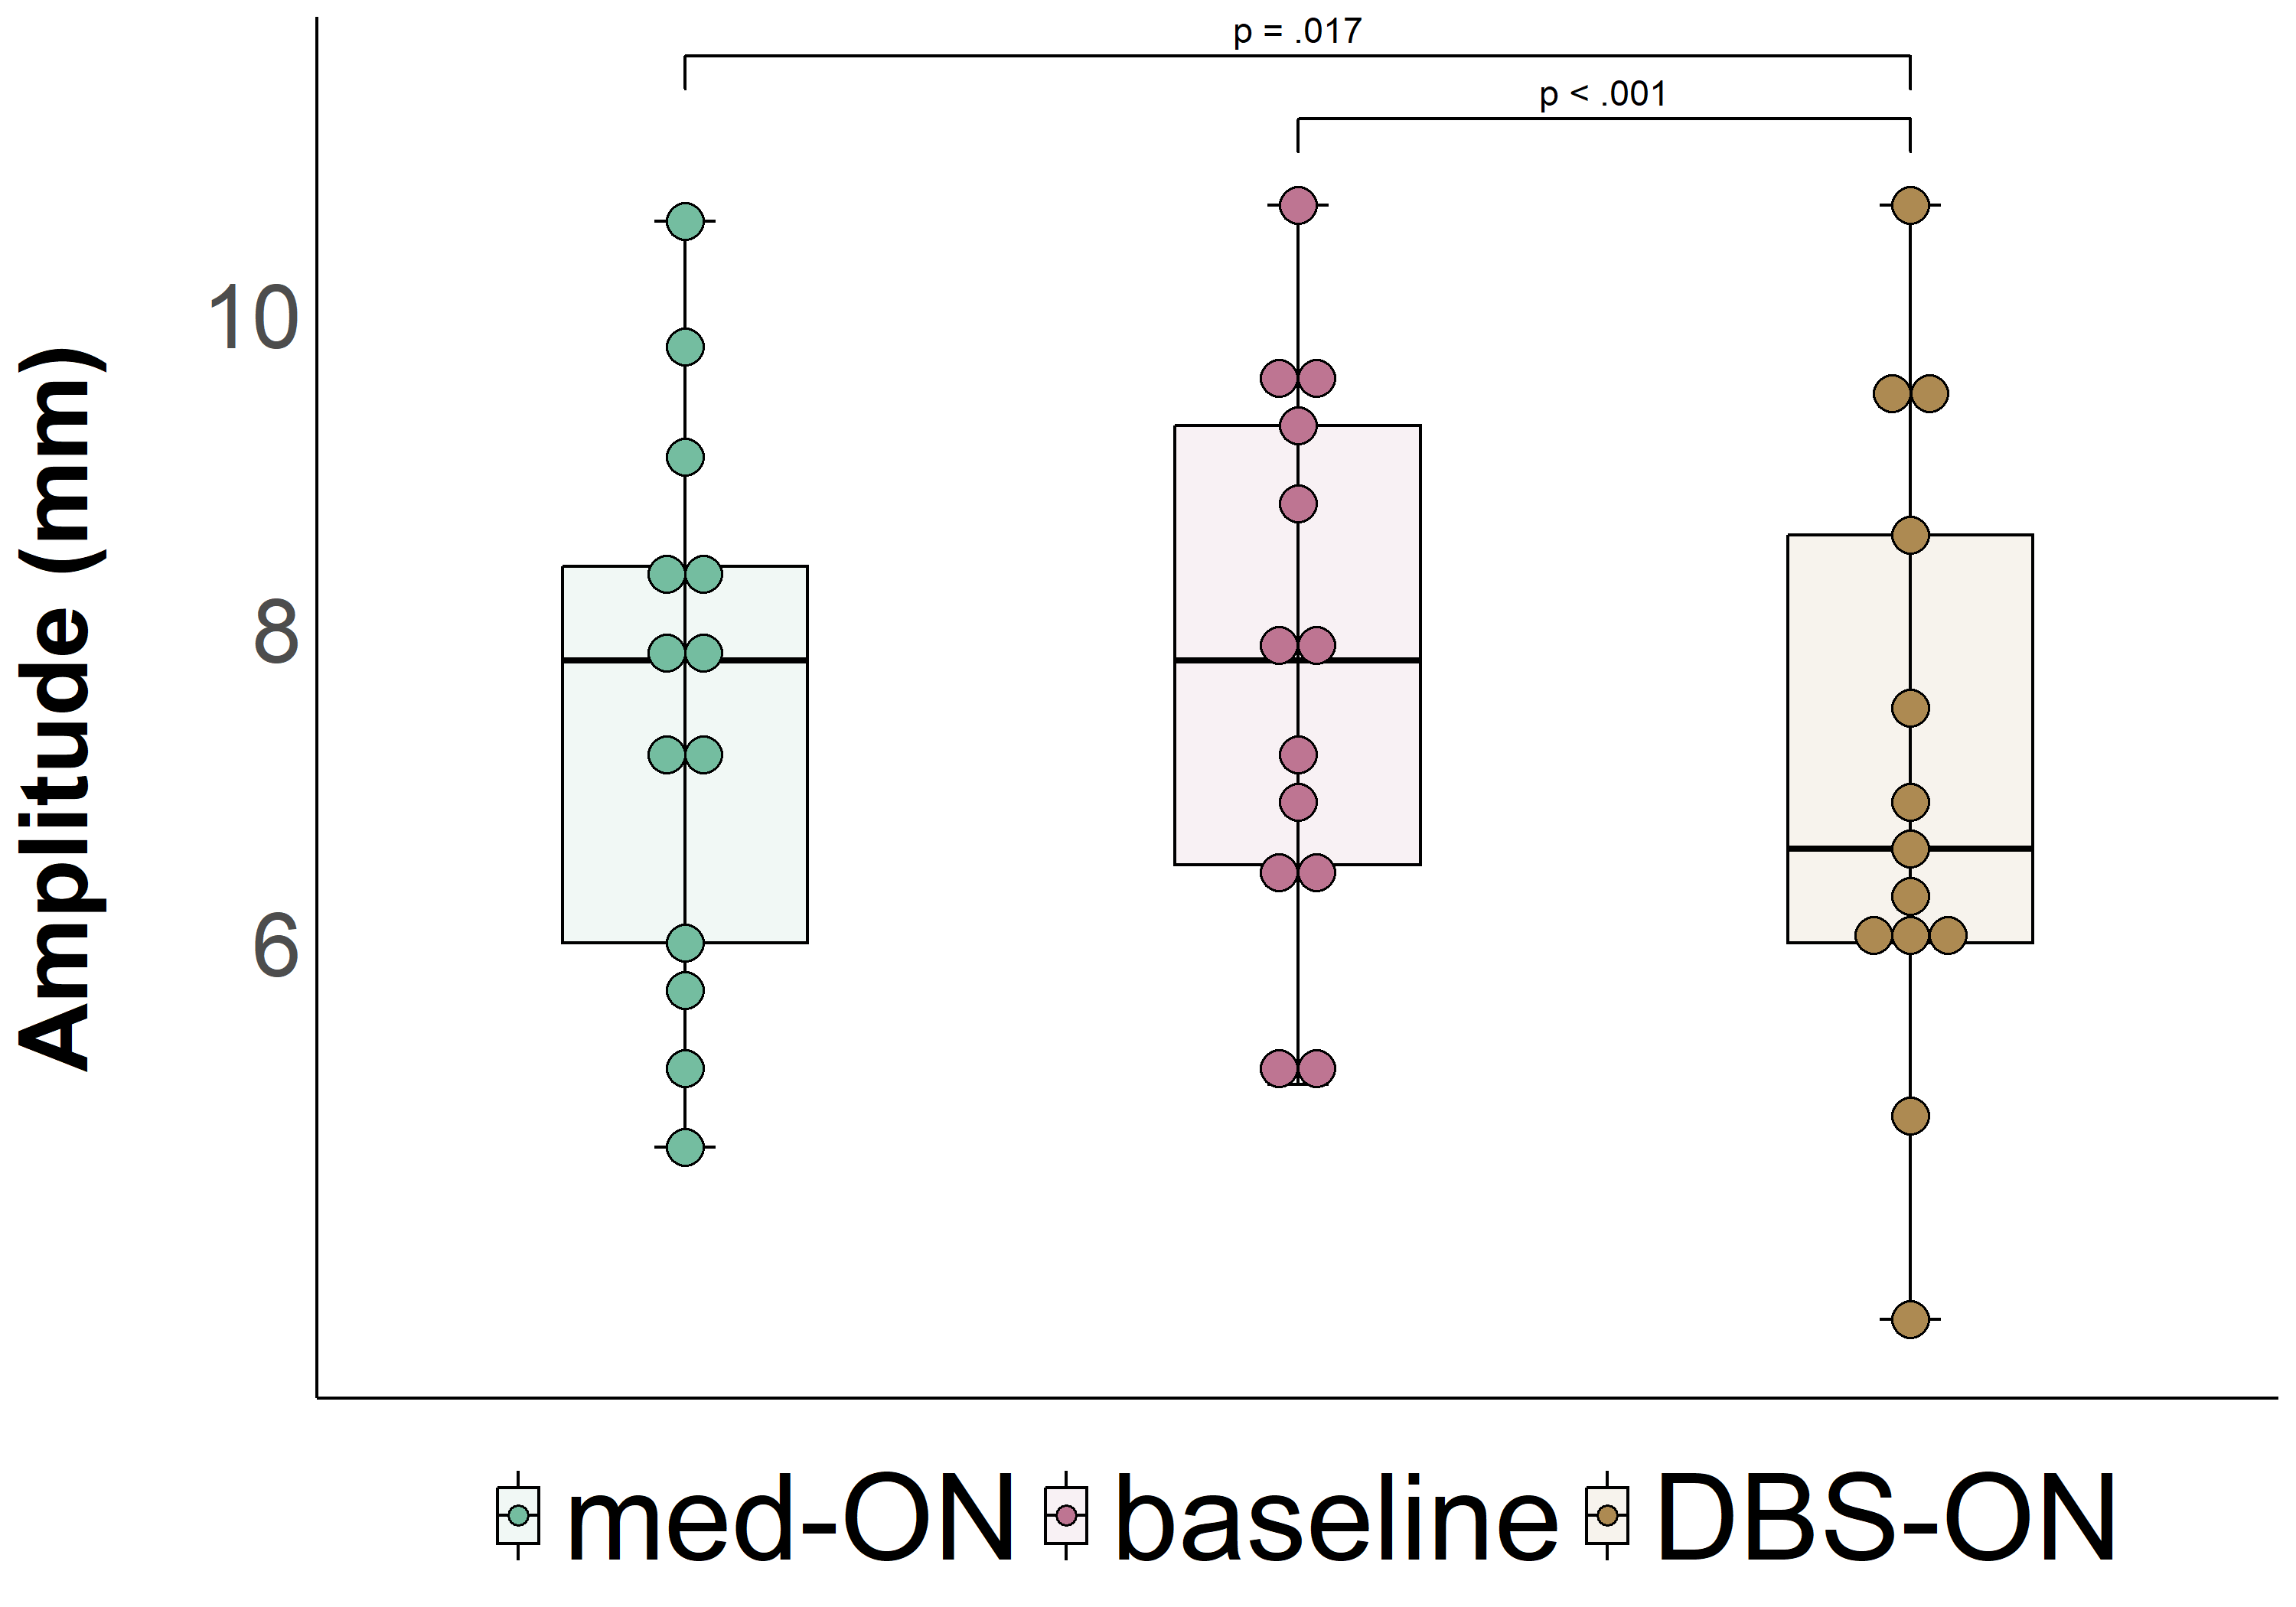 p = .017
p < .001
Amplitude (mm)
10
8
6
med-ON baseline DBS-ON